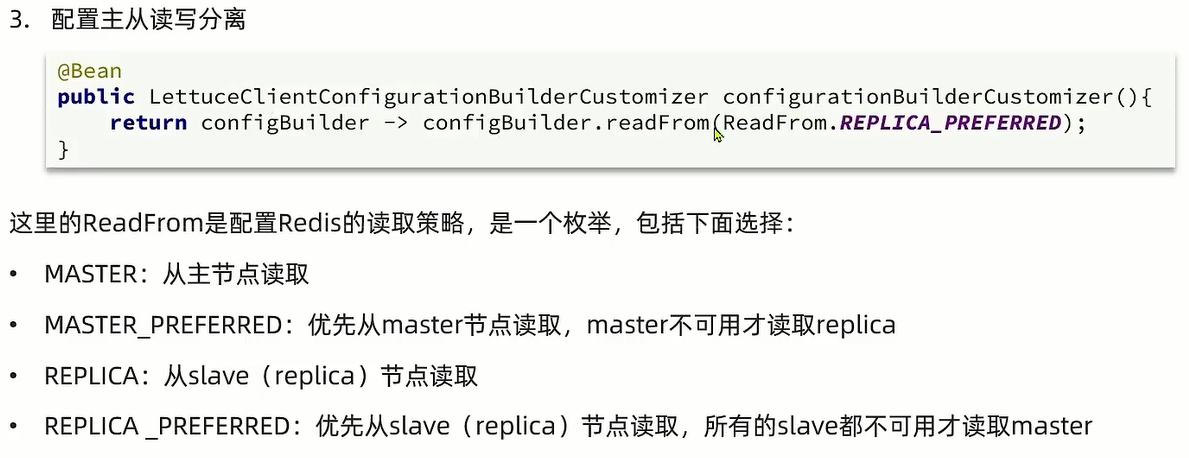 3. 配置主从读写分离
@Bean
public LettuceClientConfigurationBuilderCustomizer configurationBuilderCustomizer(){
    return configBuilder -> configBuilder.readFrom(ReadFrom.REPLICA_PREFERRED);
}
这里的ReadFrom是配置Redis的读取策略，是一个枚举，包括下面选择：
• MASTER：从主节点读取
• MASTER_PREFERRED：优先从master节点读取，master不可用才读取replica
• REPLICA：从slave（replica）节点读取
• REPLICA _PREFERRED：优先从slave（replica）节点读取，所有的slave都不可用才读取master